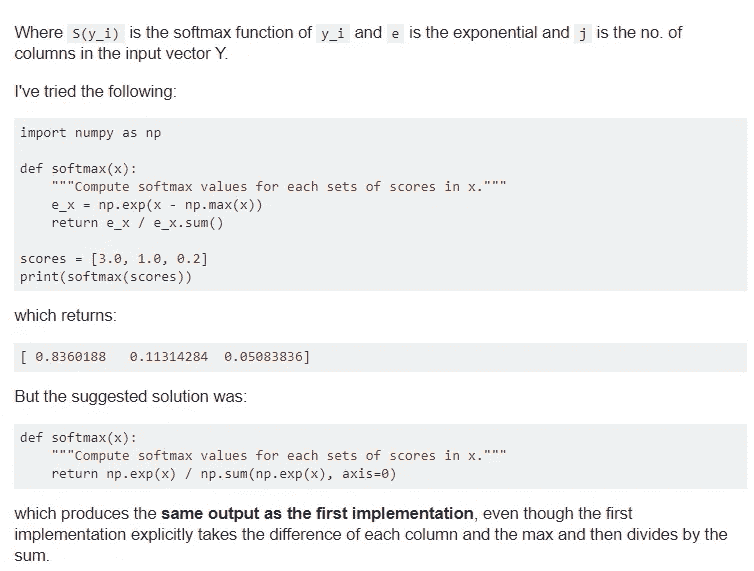 Where S(y_i) is the softmax function of y_i and e is the exponential and j is the no. of
columns in the input vector Y.
I've tried the following:
import numpy as np
def softmax(x):
    """Compute softmax values for each sets of scores in x."""
    e_x = np.exp(x - np.max(x))
    return e_x / e_x.sum()
scores = [3.0, 1.0, 0.2]
print(softmax(scores))
which returns:
[ 0.8360188   0.11314284  0.05083836]
But the suggested solution was:
def softmax(x):
    """Compute softmax values for each sets of scores in x."""
    return np.exp(x) / np.sum(np.exp(x), axis=0)
which produces the same output as the first implementation, even though the first
implementation explicitly takes the difference of each column and the max and then divides by the
sum.